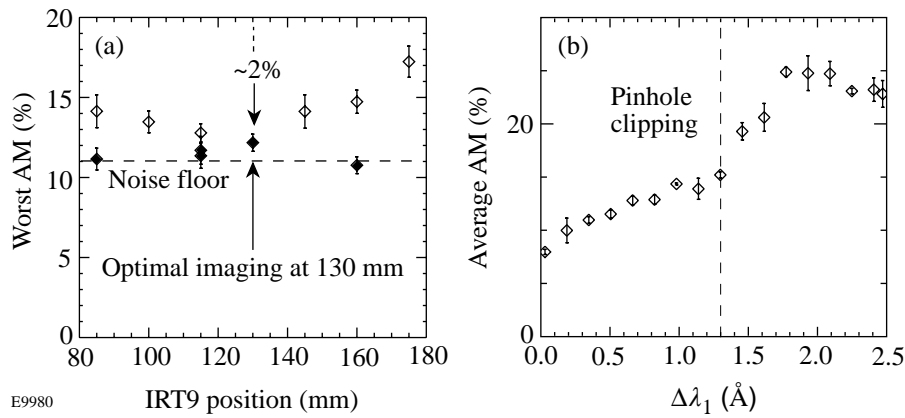 (a)
~2%
Noise floor
Optimal imaging at 130 mm
Worst AM (%)
20
15
10
5
0
80 100 120 140 160 180
IRT9 position (mm)
E9980
(b)
Pinhole
clipping
Average AM (%)
20
0.0 0.5 1.0 1.5 2.0 2.5
Δλ1 (Å)